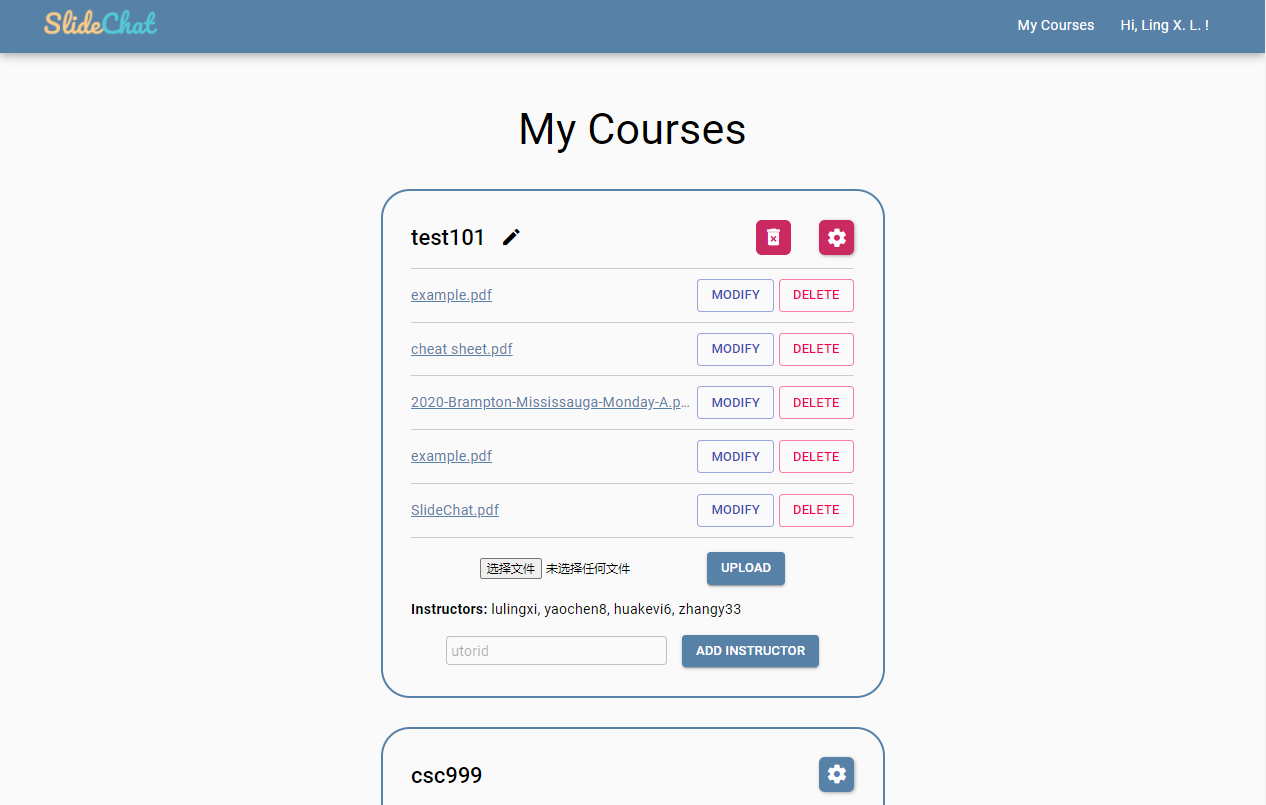 SlideChat My Courses Hi, Ling X. L. !
My Courses
test101
example.pdf MODIFY DELETE
cheat sheet.pdf MODIFY DELETE
2020-Brampton-Mississauga-Monday-A.p... MODIFY DELETE
example.pdf MODIFY DELETE
SlideChat.pdf MODIFY DELETE
选择文件 未选择任何文件 UPLOAD
Instructors: lulingxi, yaochen8, huakevi6, zhangy33
utorid ADD INSTRUCTOR
csc999